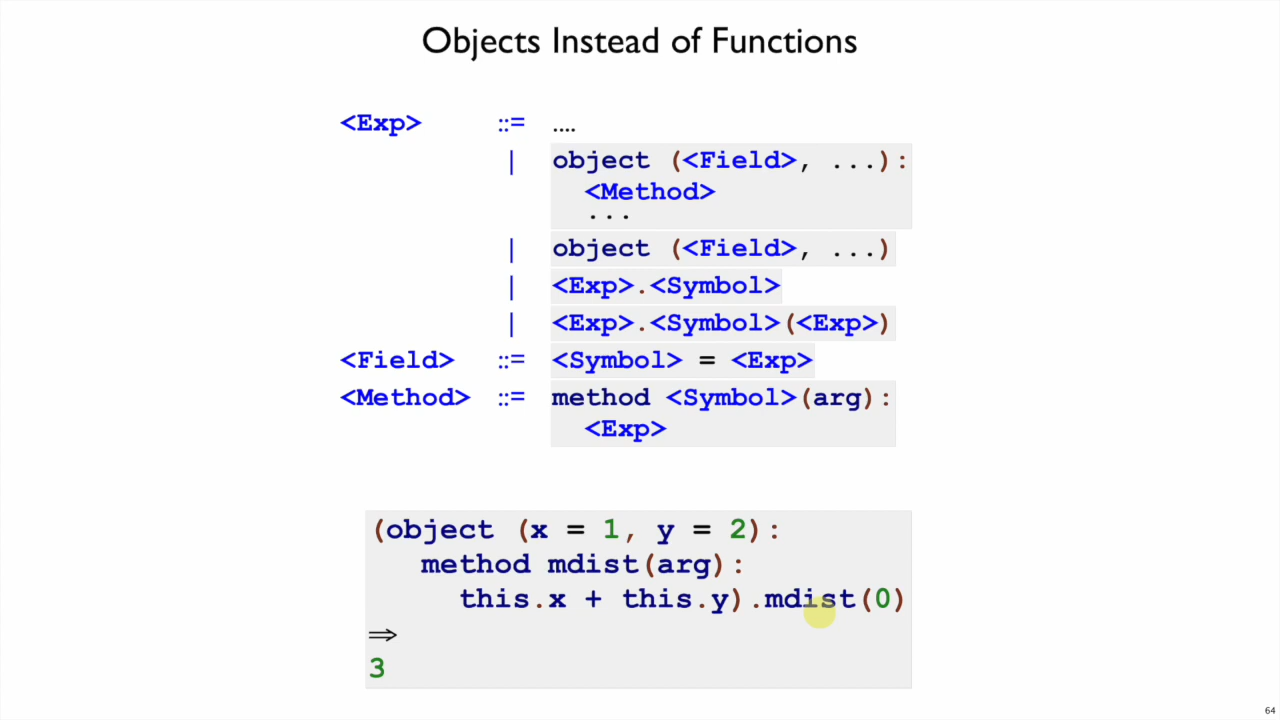 Objects Instead of Functions
<Exp> ::= ....
| object (<Field>, ...):
<Method>
...
| object (<Field>, ...)
| <Exp>.<Symbol>
| <Exp>.<Symbol>(<Exp>)
<Field> ::= <Symbol> = <Exp>
<Method> ::= method <Symbol>(arg):
<Exp>
(object (x = 1, y = 2):
method mdist(arg):
this.x + this.y).mdist(0)
⇒
3
64